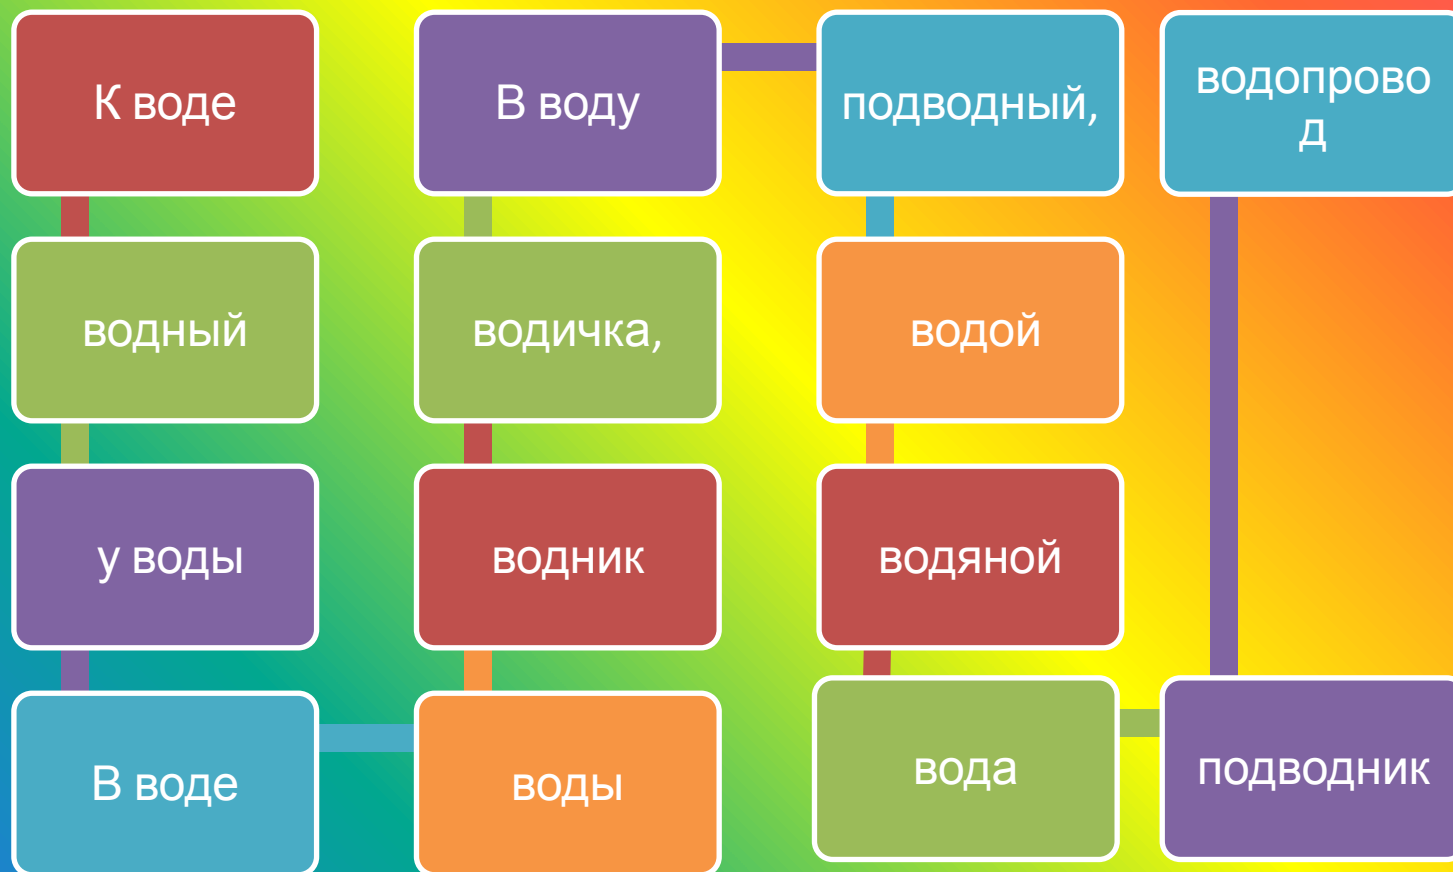 К воде
В воду
подводный,
водопрово
д
водный
водичка,
водой
у воды
водник
водяной
В воде
воды
вода
подводник